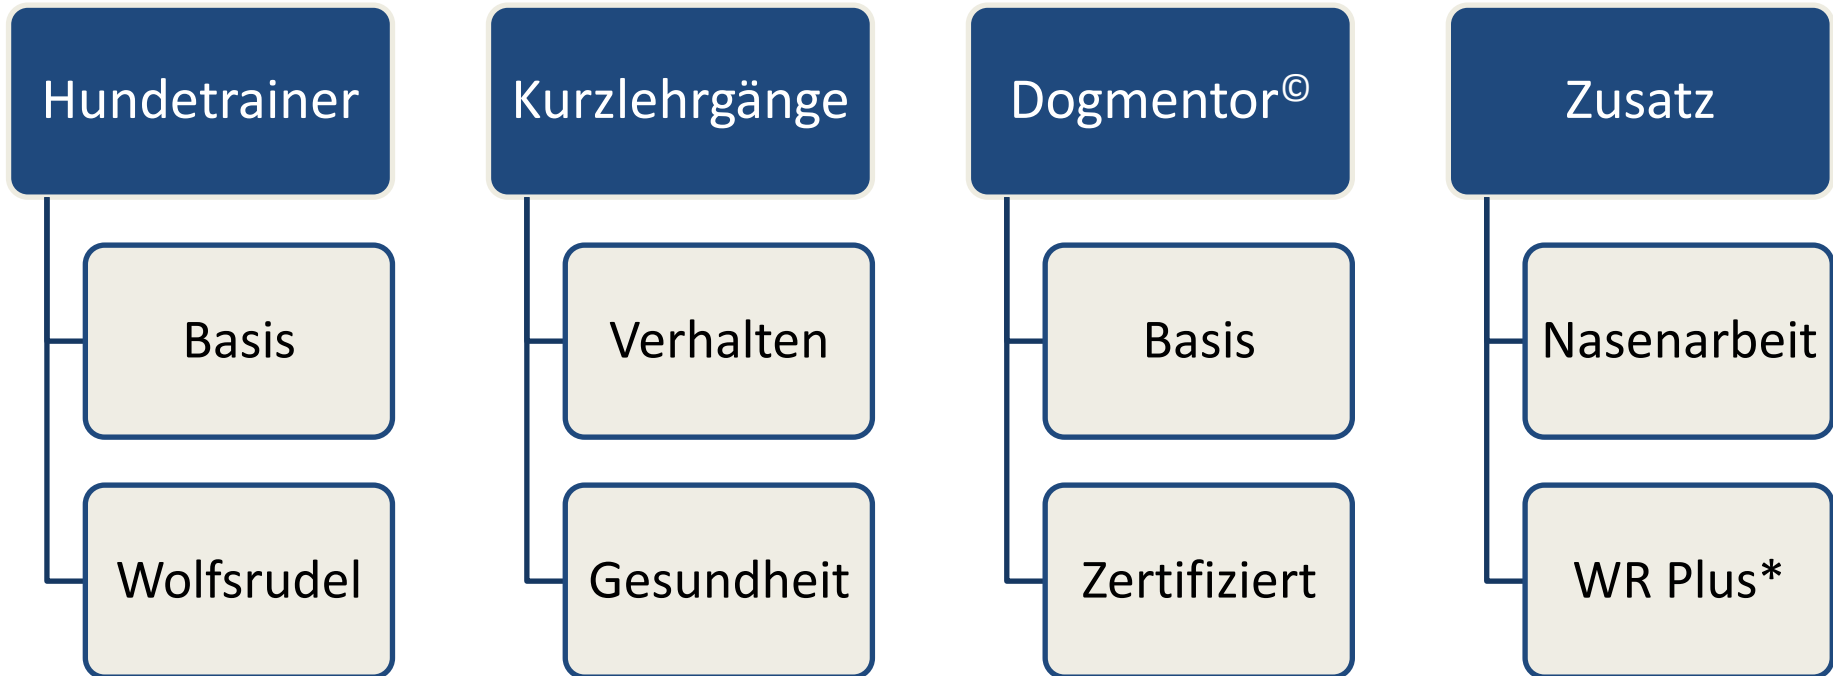 Hundetrainer
Basis
Wolfsrudel
Kurzlehrgänge
Verhalten
Gesundheit
Dogmentor©
Basis
Zertifiziert
Zusatz
Nasenarbeit
WR Plus*